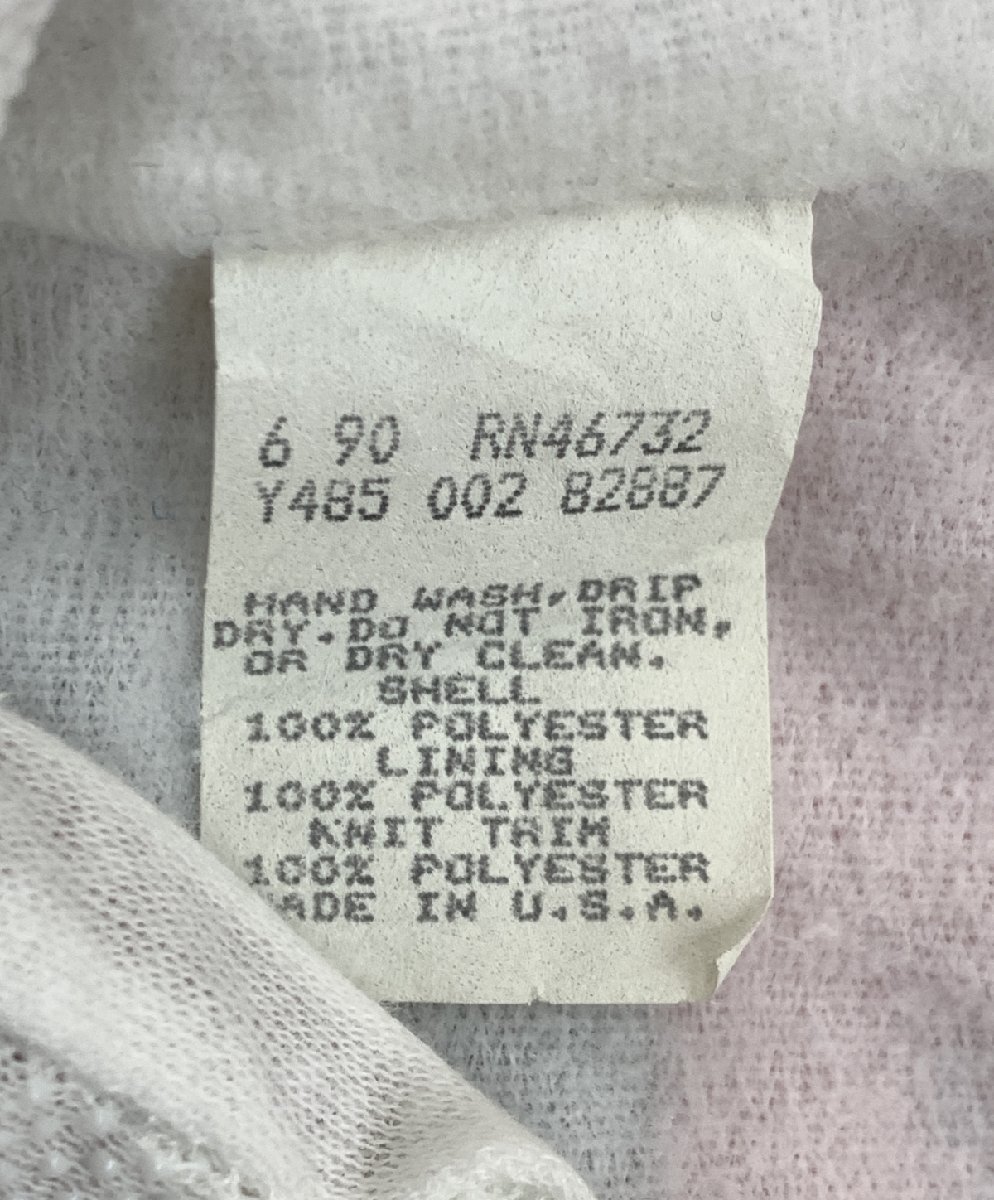 6 90 RN46732
Y485 002 82887
HAND WASH, DRIP
DRY. DO NOT IRON,
OR DRY CLEAN.
SHELL
100% POLYESTER
LINING
100% POLYESTER
KNIT TRIM
100% POLYESTER
MADE IN U.S.A.